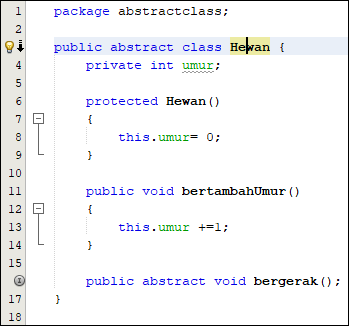 1 package abstractclass;
2
public abstract class Hewan {
4 private int umur;
5
6 protected Hewan()
7 {
8 this.umur= 0;
9 }
10
11 public void bertambahUmur()
12 {
13 this.umur +=1;
14 }
15
public abstract void bergerak();
17 }
18